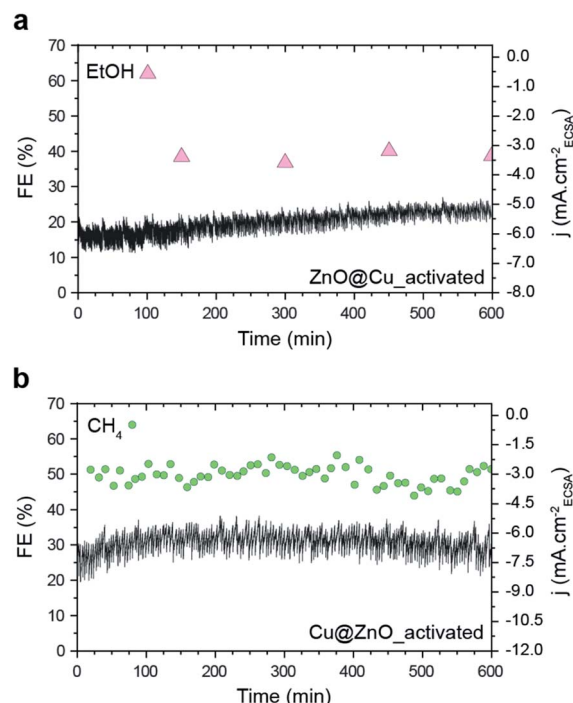 a
70
60
50
40
30
20
10
0
FE (%)
EtOH
0.0
-1.0
-2.0
-3.0
-4.0
-5.0
-6.0
-7.0
-8.0
j (mA.cm-2ECSA)
ZnO@Cu_activated
0 100 200 300 400 500 600
Time (min)
b
70
60
50
40
30
20
10
0
FE (%)
CH4
0.0
-1.5
-3.0
-4.5
-6.0
-7.5
-9.0
-10.5
-12.0
j (mA.cm-2ECSA)
Cu@ZnO_activated
0 100 200 300 400 500 600
Time (min)